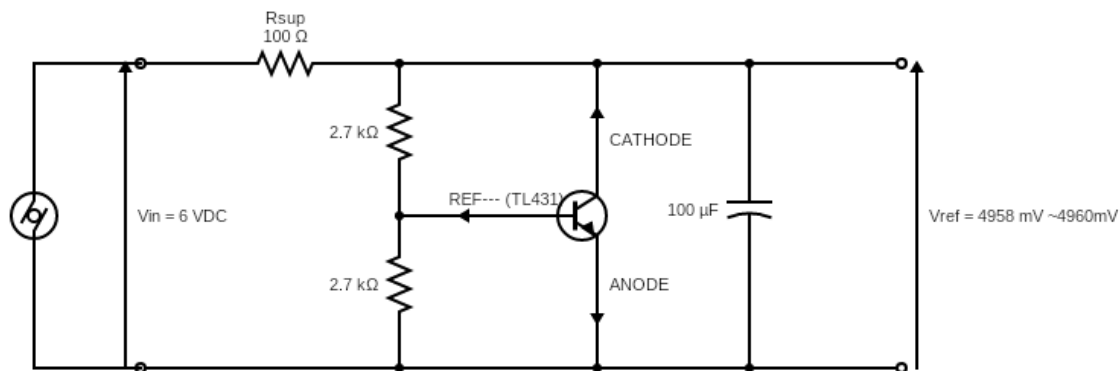 Rsup
100 Ω
2.7 kΩ
CATHODE
REF--- (TL431)
100 µF
Vin = 6 VDC
Vref = 4958 mV ~4960mV
2.7 kΩ
ANODE